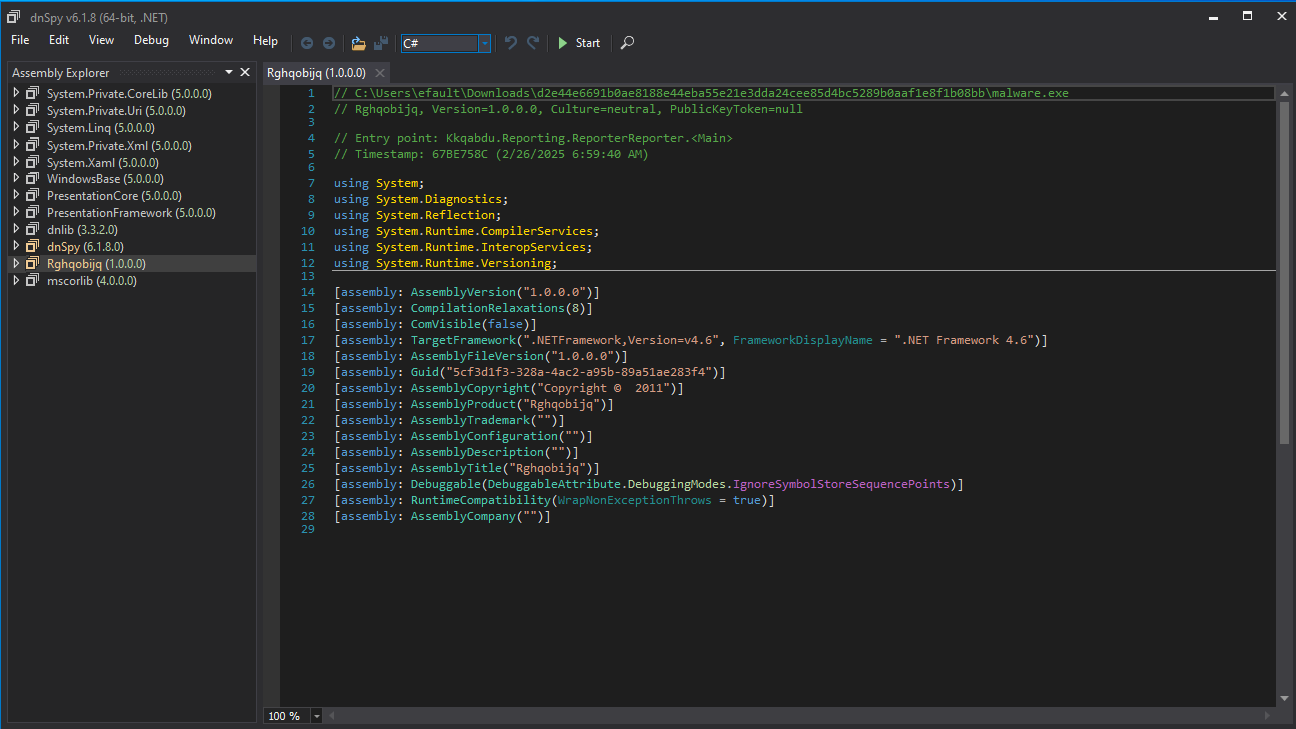 dnSpy v6.1.8 (64-bit, .NET)
File Edit View Debug Window Help C# Start
Assembly Explorer
System.Private.CoreLib (5.0.0.0)
System.Private.Uri (5.0.0.0)
System.Linq (5.0.0.0)
System.Private.Xml (5.0.0.0)
System.Xaml (5.0.0.0)
WindowsBase (5.0.0.0)
PresentationCore (5.0.0.0)
PresentationFramework (5.0.0.0)
dnlib (3.3.2.0)
dnSpy (6.1.8.0)
Rghqobijq (1.0.0.0)
mscorlib (4.0.0.0)
Rghqobijq (1.0.0.0)
1 // C:\Users\efault\Downloads\d2e44e6691b0ae8188e44eba55e21e3dda24cee85d4bc5289b0aaf1e8f1b08bb\malware.exe
2 // Rghqobijq, Version=1.0.0.0, Culture=neutral, PublicKeyToken=null
3
4 // Entry point: Kkqabdu.Reporting.ReporterReporter.<Main>
5 // Timestamp: 67BE758C (2/26/2025 6:59:40 AM)
6
7 using System;
8 using System.Diagnostics;
9 using System.Reflection;
10 using System.Runtime.CompilerServices;
11 using System.Runtime.InteropServices;
12 using System.Runtime.Versioning;
13
14 [assembly: AssemblyVersion("1.0.0.0")]
15 [assembly: CompilationRelaxations(8)]
16 [assembly: ComVisible(false)]
17 [assembly: TargetFramework(".NETFramework,Version=v4.6", FrameworkDisplayName = ".NET Framework 4.6")]
18 [assembly: AssemblyFileVersion("1.0.0.0")]
19 [assembly: Guid("5cf3d1f3-328a-4ac2-a95b-89a51ae283f4")]
20 [assembly: AssemblyCopyright("Copyright ©  2011")]
21 [assembly: AssemblyProduct("Rghqobijq")]
22 [assembly: AssemblyTrademark("")]
23 [assembly: AssemblyConfiguration("")]
24 [assembly: AssemblyDescription("")]
25 [assembly: AssemblyTitle("Rghqobijq")]
26 [assembly: Debuggable(DebuggableAttribute.DebuggingModes.IgnoreSymbolStoreSequencePoints)]
27 [assembly: RuntimeCompatibility(WrapNonExceptionThrows = true)]
28 [assembly: AssemblyCompany("")]
29
100 %